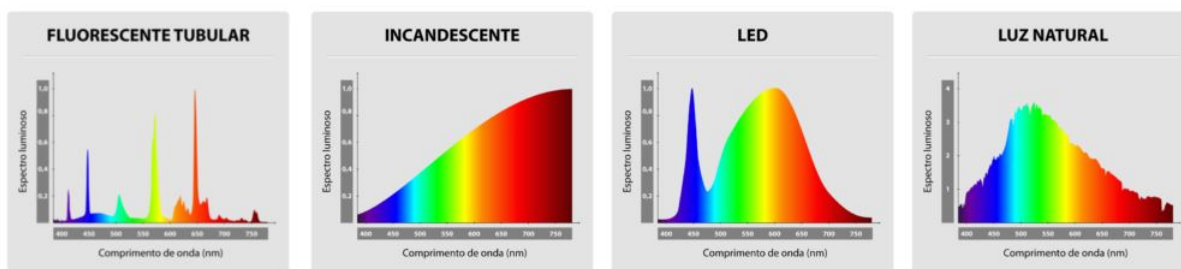 FLUORESCENTE TUBULAR
Espectro luminoso
1,0
0,8
0,6
0,4
0,2
400 450 500 550 600 650 700 750
Comprimento de onda (nm)
INCANDESCENTE
Espectro luminoso
1,0
0,8
0,6
0,4
0,2
400 450 500 550 600 650 700 750
Comprimento de onda (nm)
LED
Espectro luminoso
1,0
0,8
0,6
0,4
0,2
400 450 500 550 600 650 700 750
Comprimento de onda (nm)
LUZ NATURAL
Espectro luminoso
4
3
2
1
400 450 500 550 600 650 700 750
Comprimento de onda (nm)